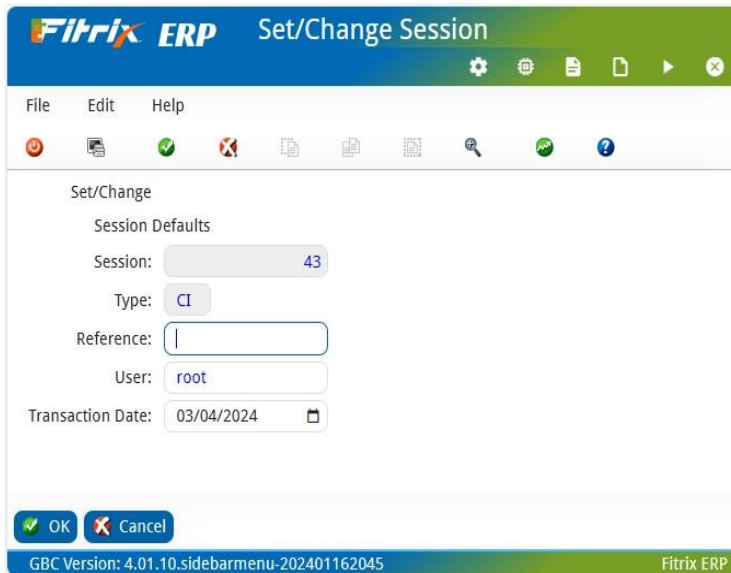 Fitrix ERP Set/Change Session
File Edit Help
Set/Change
Session Defaults
Session: 43
Type: CI
Reference:
User: root
Transaction Date: 03/04/2024
OK Cancel
GBC Version: 4.01.10.sidebarmenu-202401162045 Fitrix ERP